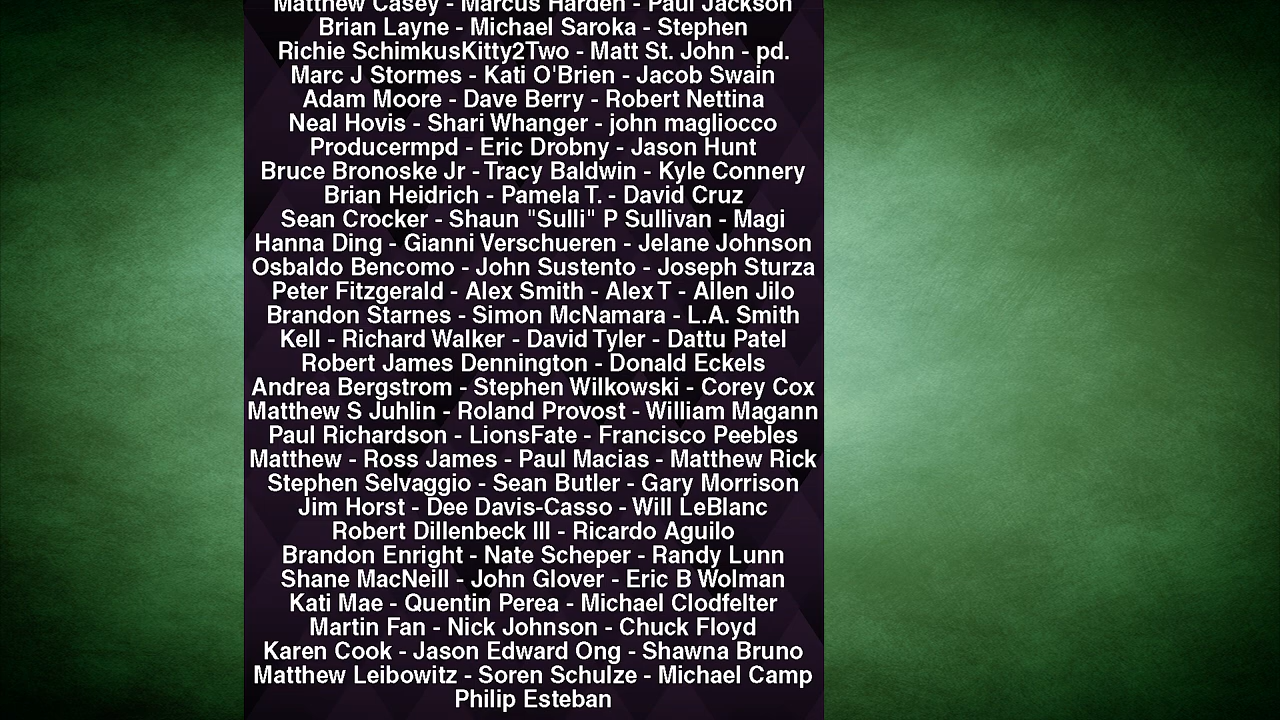 Matthew Casey - Marcus Harden - Paul Jackson
Brian Layne - Michael Saroka - Stephen
Richie SchimkusKitty2Two - Matt St. John - pd.
Marc J Stormes - Kati O'Brien - Jacob Swain
Adam Moore - Dave Berry - Robert Nettina
Neal Hovis - Shari Whanger - john magliocco
Producermpd - Eric Drobny - Jason Hunt
Bruce Bronoske Jr - Tracy Baldwin - Kyle Connery
Brian Heidrich - Pamela T. - David Cruz
Sean Crocker - Shaun "Sulli" P Sullivan - Magi
Hanna Ding - Gianni Verschueren - Jelane Johnson
Osbaldo Bencomo - John Sustento - Joseph Sturza
Peter Fitzgerald - Alex Smith - Alex T - Allen Jilo
Brandon Starnes - Simon McNamara - L.A. Smith
Kell - Richard Walker - David Tyler - Dattu Patel
Robert James Dennington - Donald Eckels
Andrea Bergstrom - Stephen Wilkowski - Corey Cox
Matthew S Juhlin - Roland Provost - William Magann
Paul Richardson - LionsFate - Francisco Peebles
Matthew - Ross James - Paul Macias - Matthew Rick
Stephen Selvaggio - Sean Butler - Gary Morrison
Jim Horst - Dee Davis-Casso - Will LeBlanc
Robert Dillenbeck III - Ricardo Aguilo
Brandon Enright - Nate Scheper - Randy Lunn
Shane MacNeill - John Glover - Eric B Wolman
Kati Mae - Quentin Perea - Michael Clodfelter
Martin Fan - Nick Johnson - Chuck Floyd
Karen Cook - Jason Edward Ong - Shawna Bruno
Matthew Leibowitz - Soren Schulze - Michael Camp
Philip Esteban